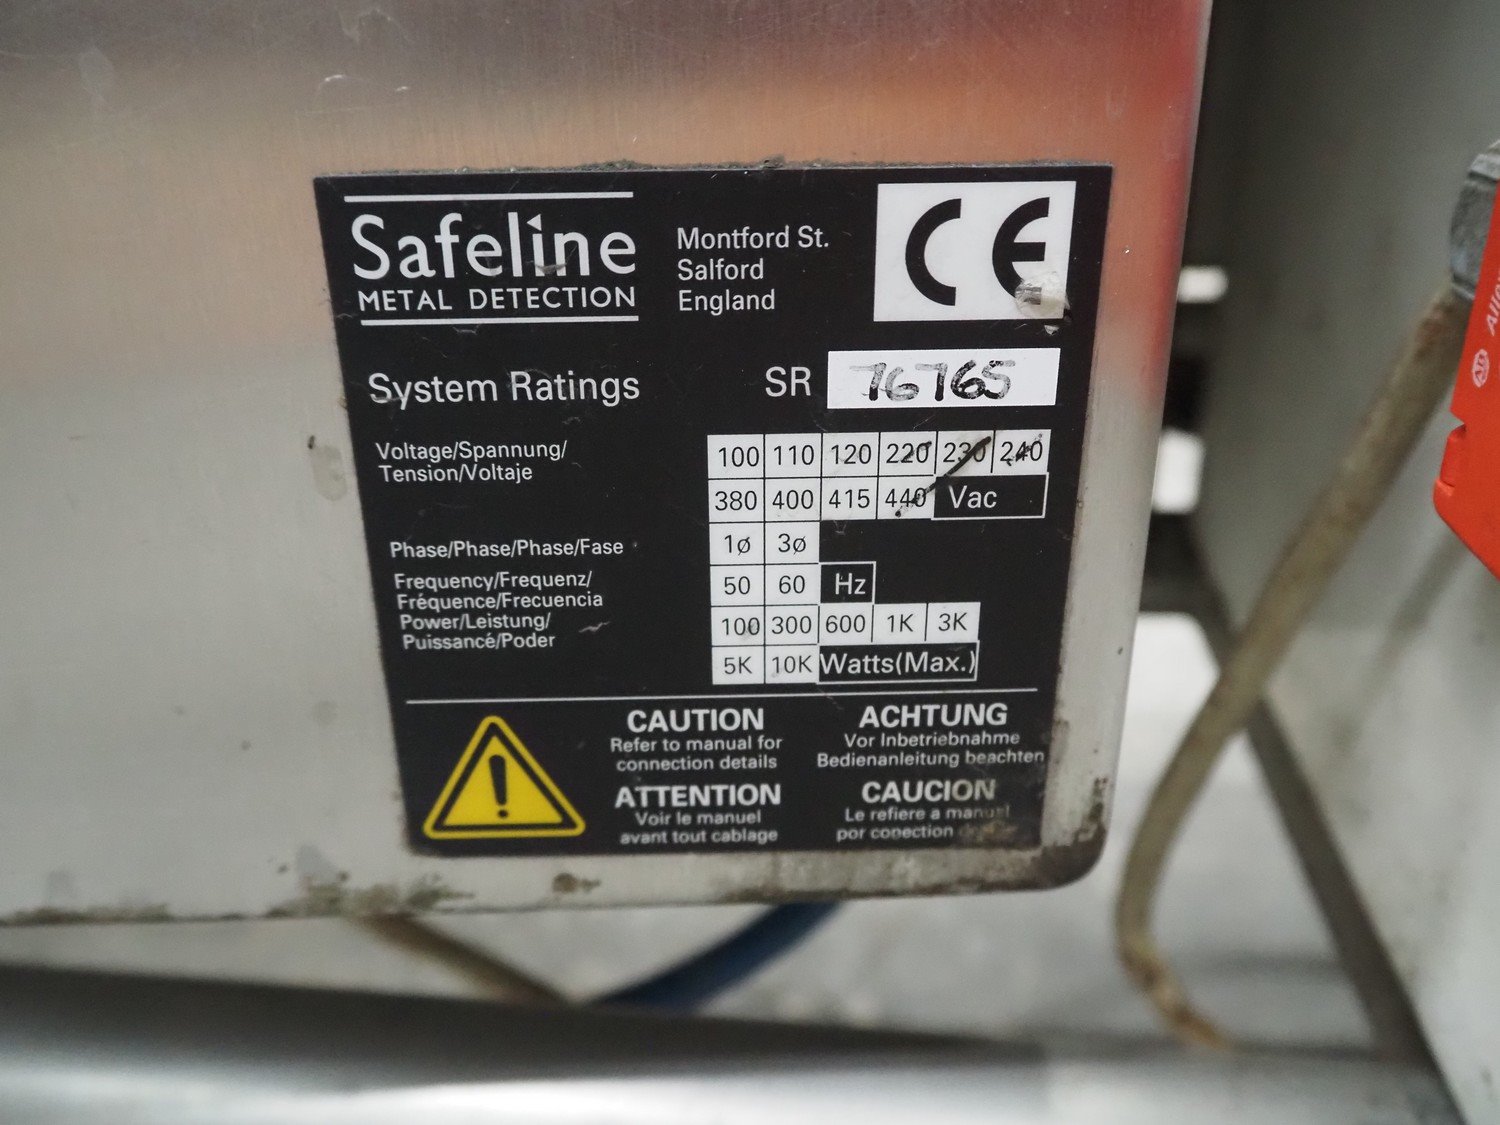 Safeline
METAL DETECTION
Montford St.
Salford
England
CE
System Ratings
SR 76765
Voltage/Spannung/
Tension/Voltaje
100 110 120 220 230 240
380 400 415 440 Vac
Phase/Phase/Phase/Fase
1ø 3ø
Frequency/Frequenz/
Fréquence/Frecuencia
50 60 Hz
Power/Leistung/
Puissancé/Poder
100 300 600 1K 3K
5K 10K Watts(Max.)
CAUTION
Refer to manual for
connection details
ACHTUNG
Vor Inbetriebnahme
Bedienanleitung beachten
ATTENTION
Voir le manuel
avant tout cablage
CAUCION
Le refiere a manual
por conection